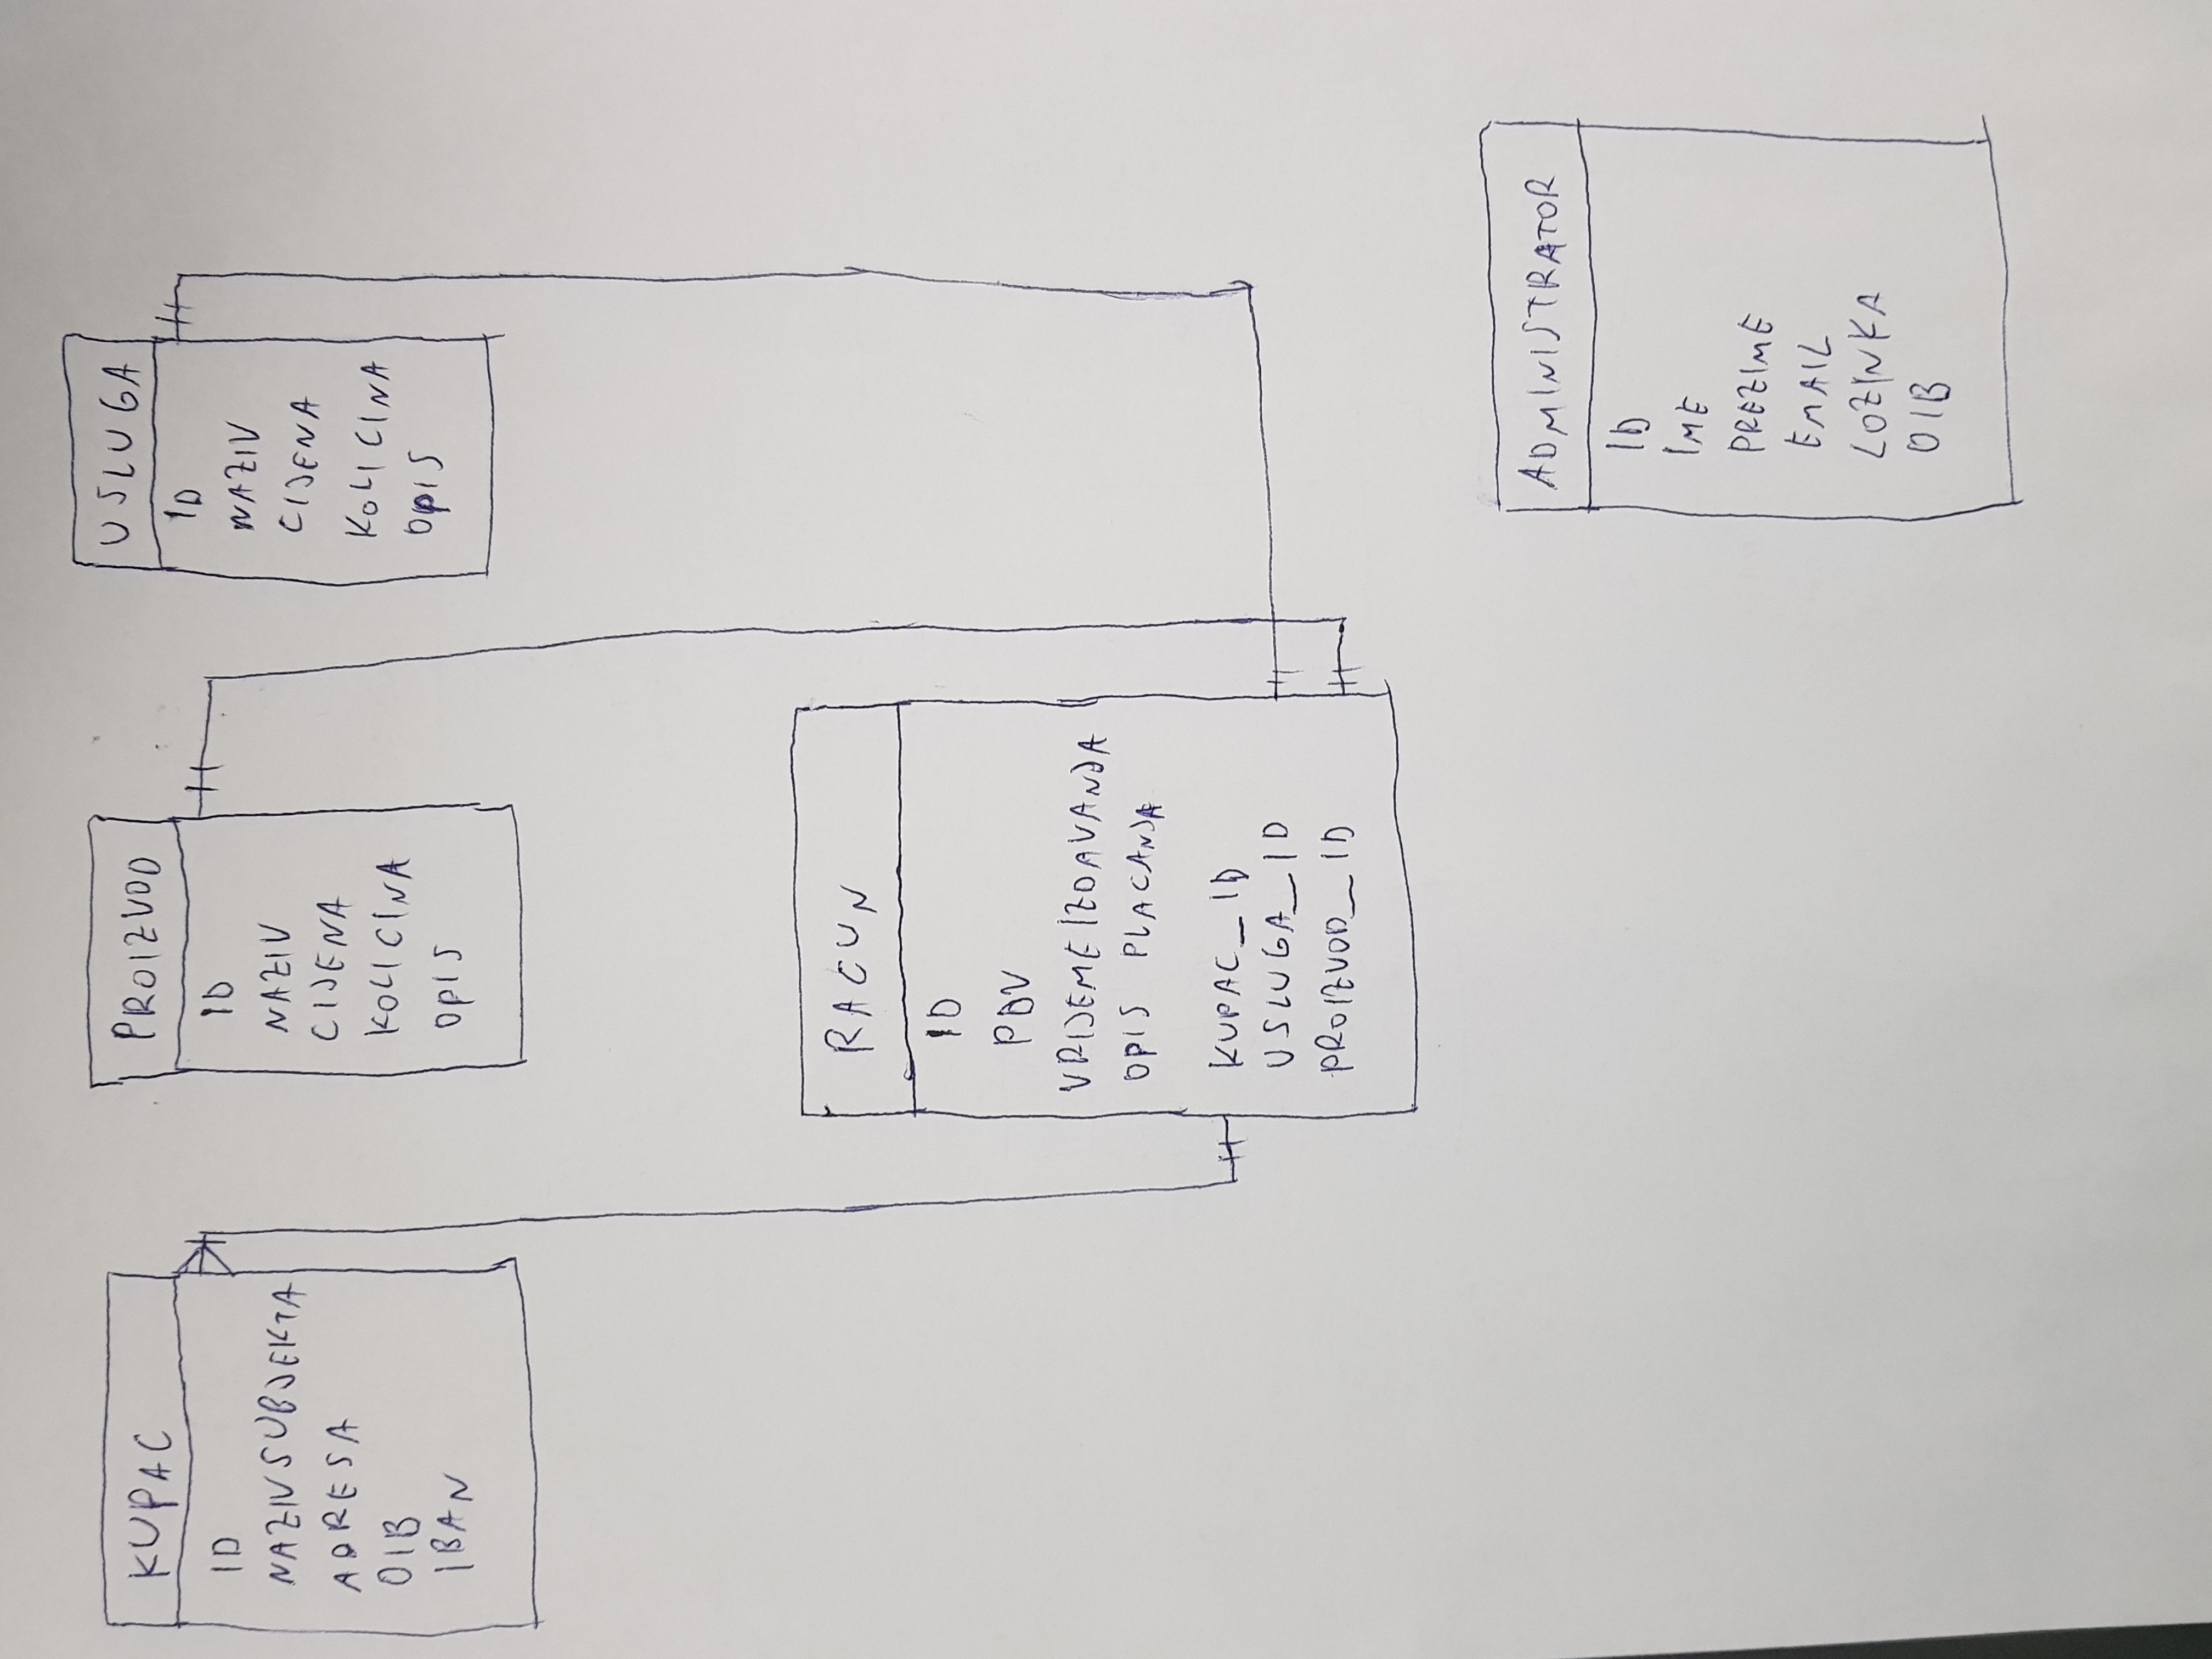 KUPAC
ID
NAZIVSUBJEKTA
ADRESA
OIB
IBAN
PROIZVOD
ID
NAZIV
CIJENA
KOLICINA
OPIS
USLUGA
ID
NAZIV
CIJENA
KOLICINA
OPIS
RACUN
ID
PDV
VRIJEMEIZDAVANJA
OPIS PLACANJA
KUPAC_ID
USLUGA_ID
PROIZVOD_ID
ADMINISTRATOR
ID
IME
PREZIME
EMAIL
LOZINKA
OIB